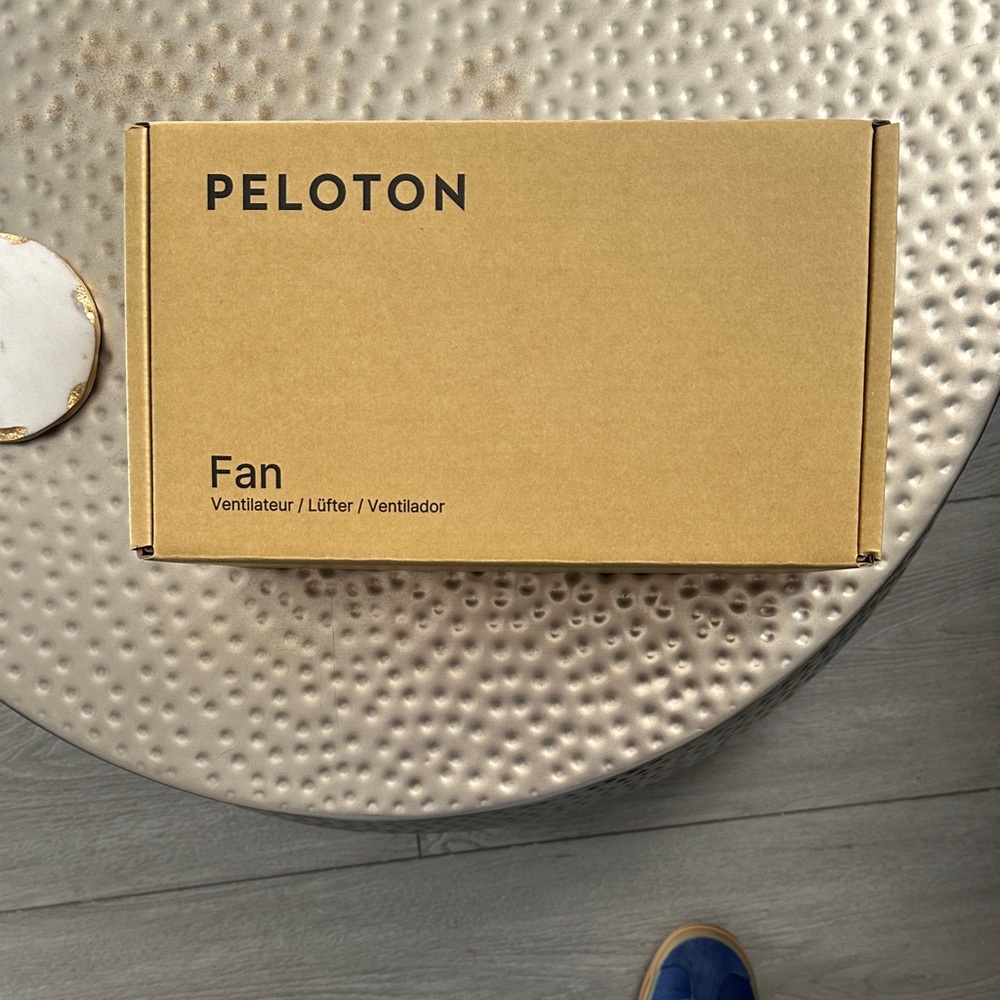 PELOTON
Fan
Ventilateur / Lüfter / Ventilador